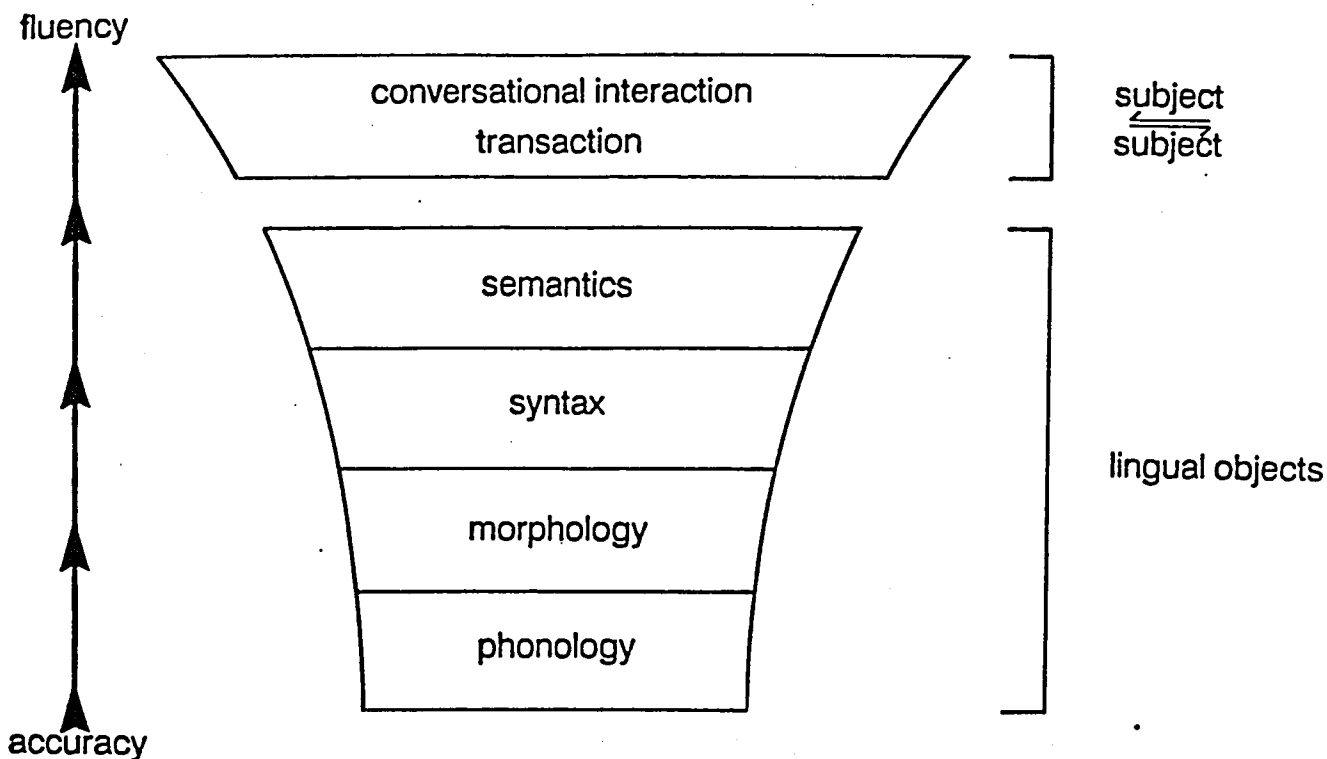 fluency
conversational interaction
transaction
subject
subject
semantics
syntax
lingual objects
morphology
phonology
accuracy